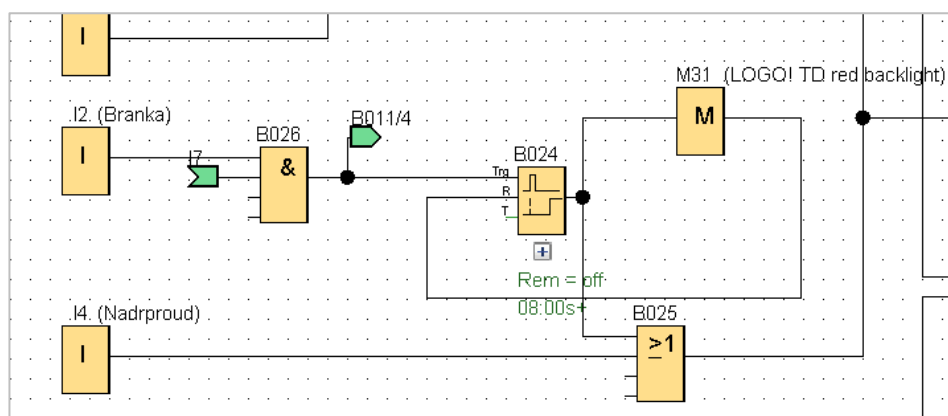 I
I2. (Branka)
I
I7
B026
&
B011/4
B024
Trg
R
T
Rem = off
08:00s+
M31 (LOGO! TD red backlight)
M
I4. (Nadrproud)
I
B025
≥1